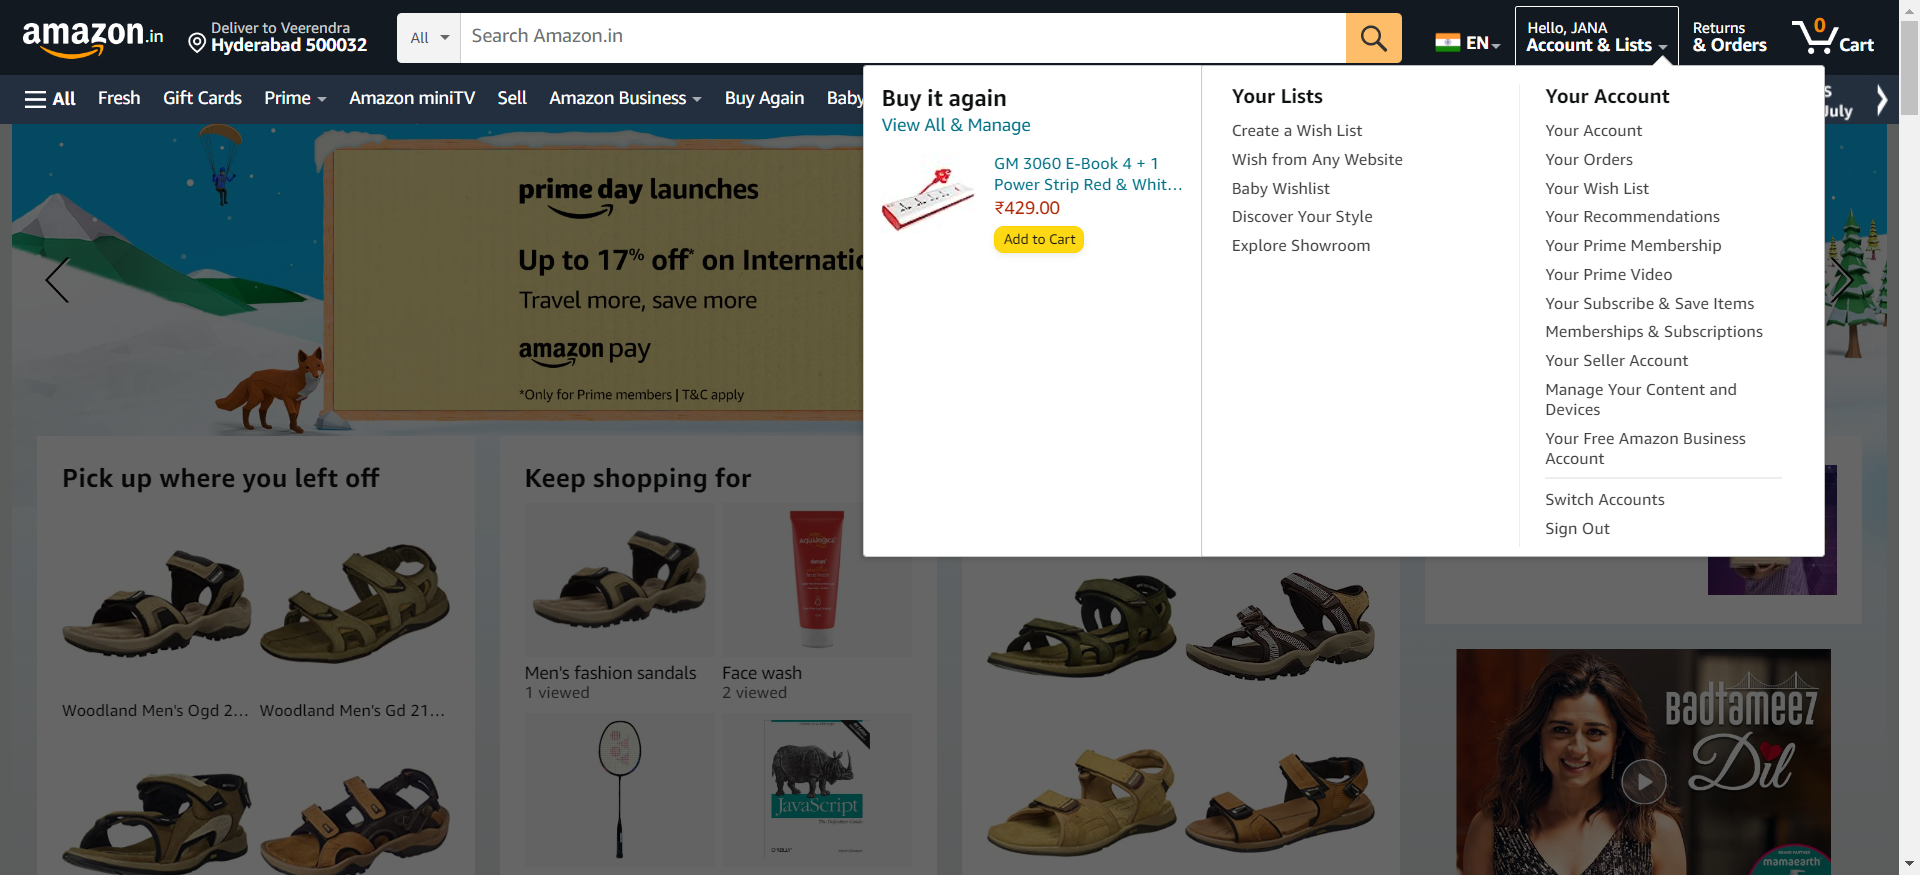 amazon.in
Deliver to Veerendra
Hyderabad 500032
All
Search Amazon.in
EN
Hello, JANA
Account & Lists
Returns
& Orders
0
Cart
All
Fresh
Gift Cards
Prime
Amazon miniTV
Sell
Amazon Business
Buy Again
Baby
July
Buy it again
View All & Manage
GM 3060 E-Book 4 + 1
Power Strip Red & Whit...
₹429.00
Add to Cart
Your Lists
Create a Wish List
Wish from Any Website
Baby Wishlist
Discover Your Style
Explore Showroom
Your Account
Your Account
Your Orders
Your Wish List
Your Recommendations
Your Prime Membership
Your Prime Video
Your Subscribe & Save Items
Memberships & Subscriptions
Your Seller Account
Manage Your Content and
Devices
Your Free Amazon Business
Account
Switch Accounts
Sign Out
prime day launches
Up to 17% off* on Internatio
Travel more, save more
amazon pay
*Only for Prime members | T&C apply
Pick up where you left off
Woodland Men's Ogd 2...
Woodland Men's Gd 21...
Keep shopping for
Men's fashion sandals
1 viewed
Face wash
2 viewed
JavaScript
The Definitive Guide
O'REILLY
BADTAMEEZ
Dil
mamaearth